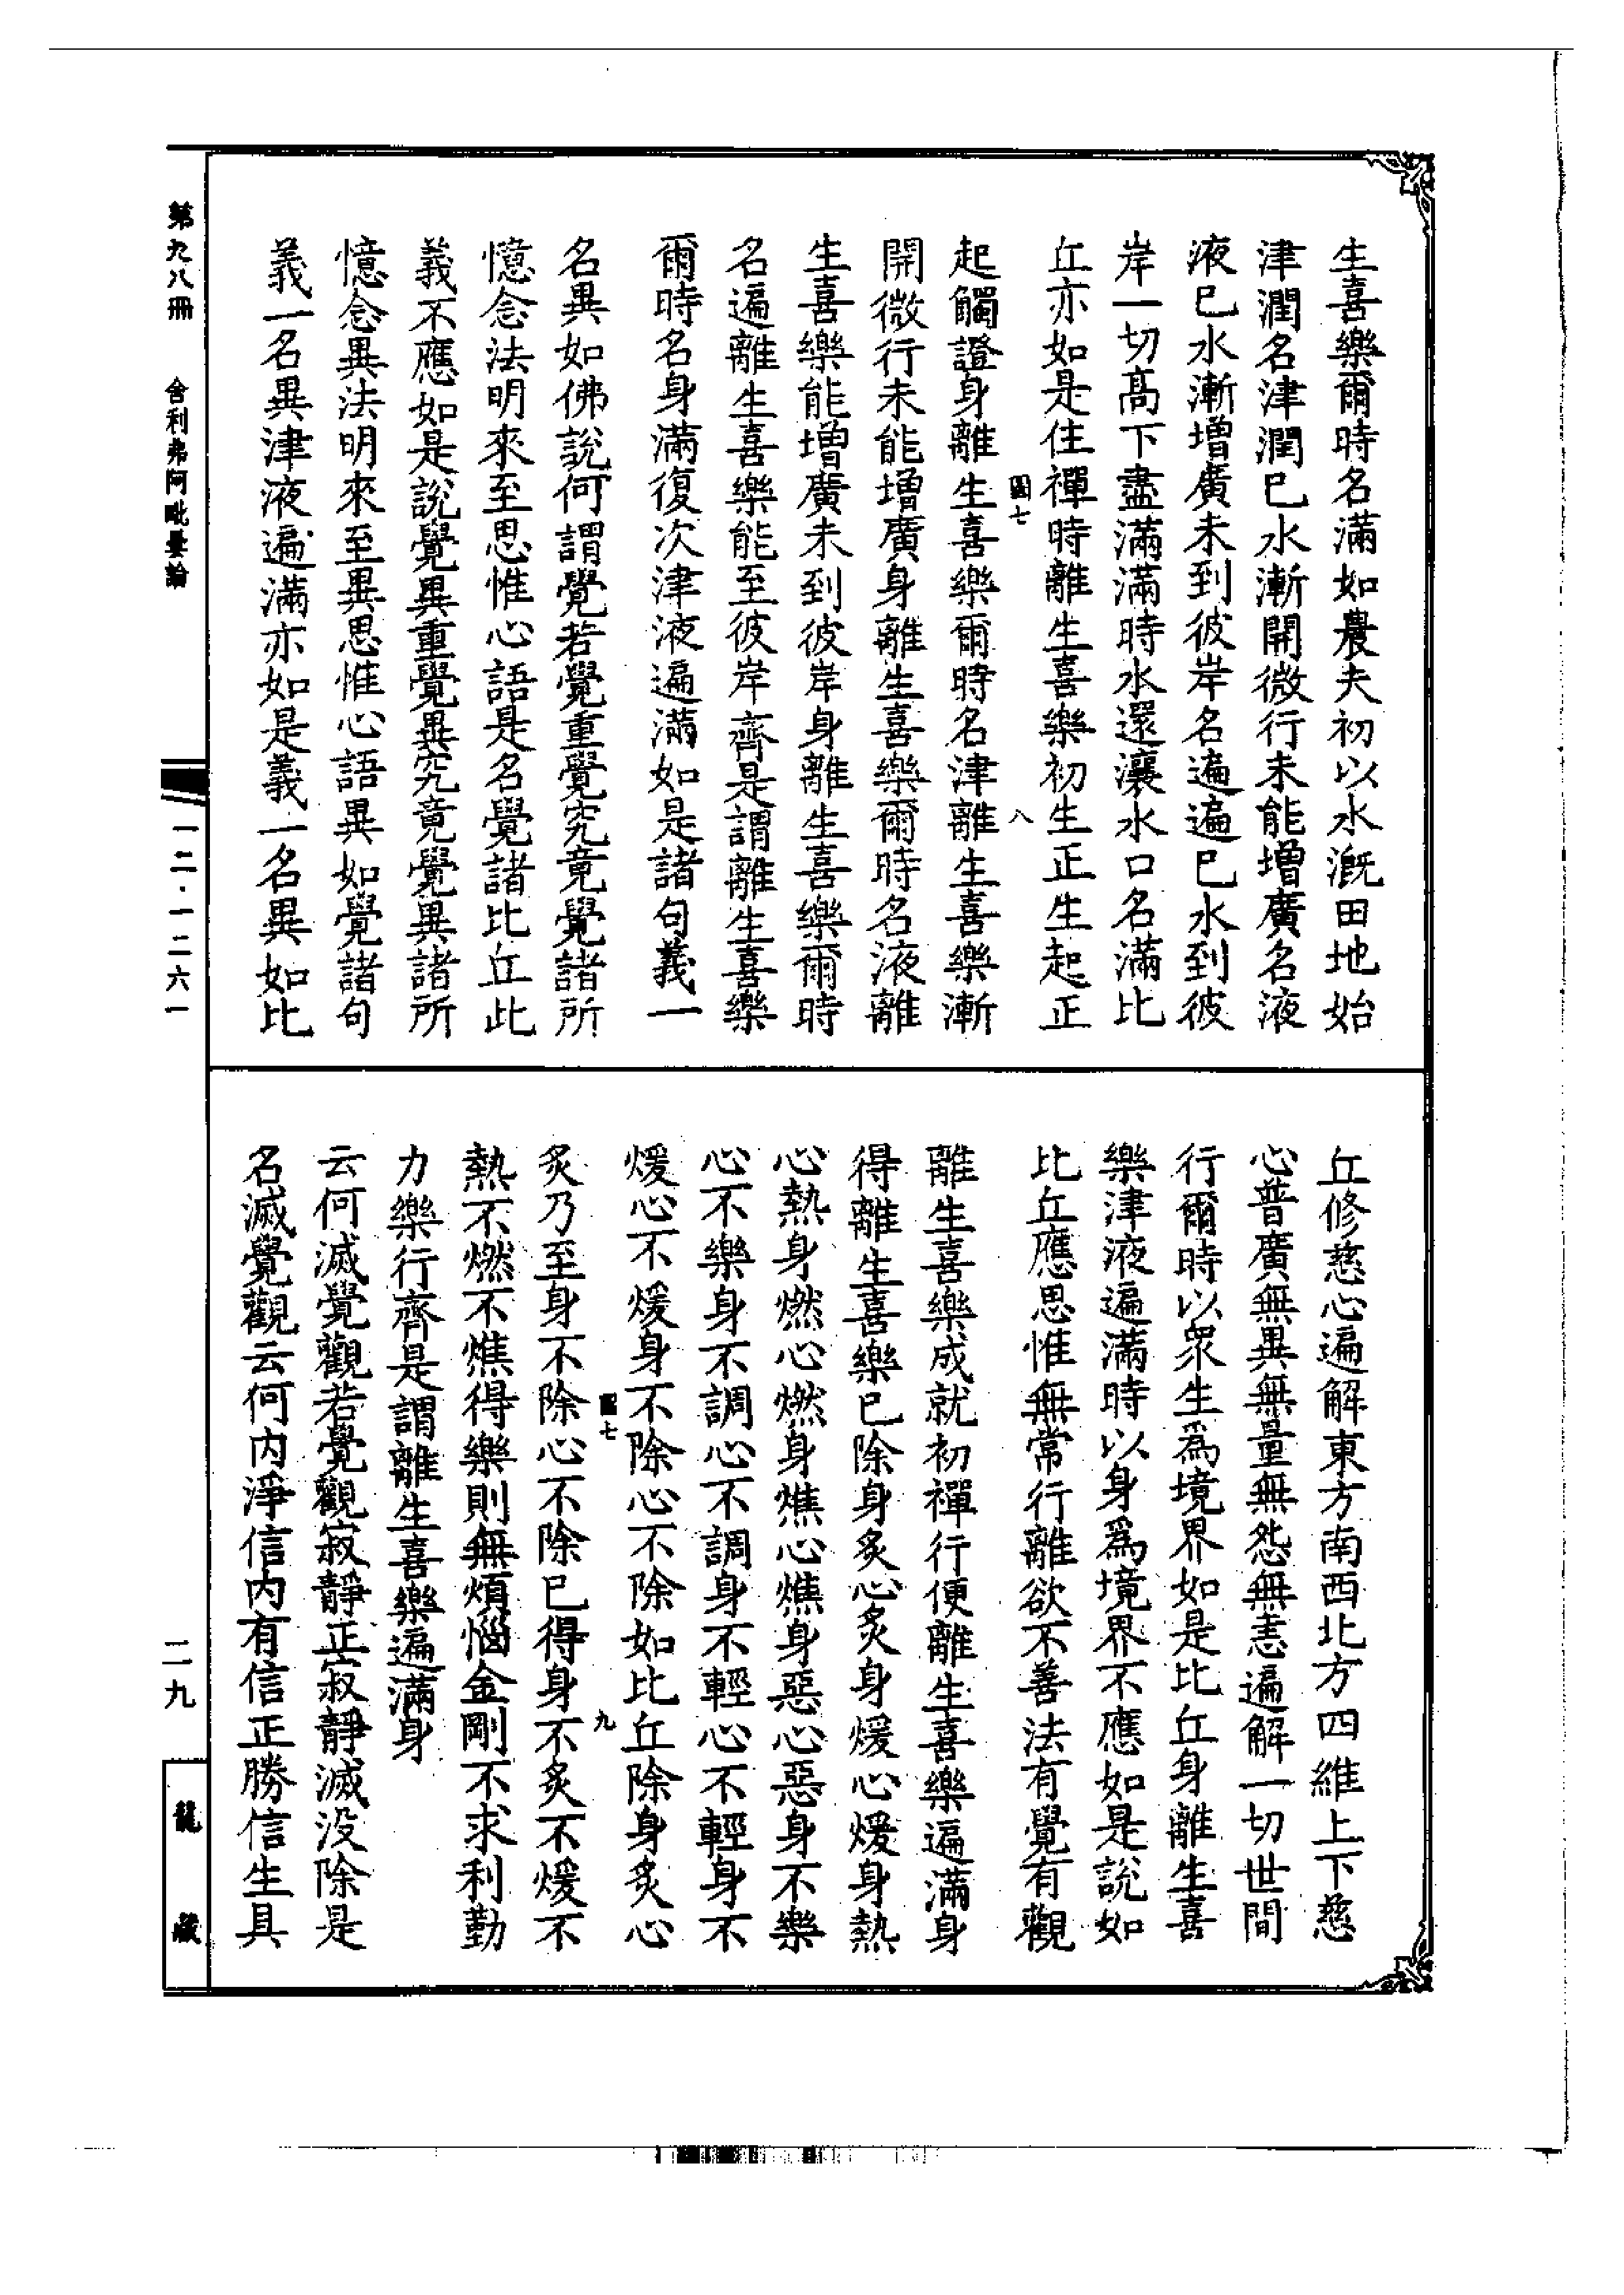 生喜樂爾時名滿如農夫初以水漑田地始
津潤名津潤巳水漸開微行未能增廣名液
液巳水漸增廣未到彼岸名遍遍巳水到彼
岸一切高下盡滿滿時水還瀼水口名滿比
丘亦如是住禪時離生喜樂初生正生起正
圖七 八
起觸證身離生喜樂爾時名津離生喜樂漸
開微行未能增廣身離生喜樂爾時名液離
生喜樂能增廣未到彼岸身離生喜樂爾時
名遍離生喜樂能至彼岸齊是謂離生喜樂
爾時名身滿復次津液遍滿如是諸句義一
名異如佛說何謂覺若覺重覺究竟覺諸所
憶念法明來至思惟心語是名覺諸比丘此
義不應如是說覺異重覺異究竟覺異諸所
憶念異法明來至異思惟心語異如覺諸句
義一名異津液遍滿亦如是義一名異如比
丘修慈心遍解東方南西北方四維上下慈
心普廣無異無量無怨無恚遍解一切世間
行爾時以衆生爲境界如是比丘身離生喜
樂津液遍滿時以身爲境界不應如是說如
比丘應思惟無常行離欲不善法有覺有觀
離生喜樂成就初禪行便離生喜樂遍滿身
得離生喜樂巳除身炙心炙身煖心煖身熱
心熱身燃心燃身燋心燋身惡心惡身不樂
心不樂身不調心不調身不輕心不輕身不
煖心不煖身不除心不除如比丘除身炙心
圖七 九
炙乃至身不除心不除巳得身不炙不煖不
熱不燃不燋得樂則無煩惱金剛不求利勤
力樂行齊是謂離生喜樂遍滿身
云何滅覺觀若覺觀寂靜正寂靜滅没除是
名滅覺觀云何内淨信内有信正勝信生具
第九八冊 舍利弗阿毗曇論
一二·一二六一
二九
龍藏